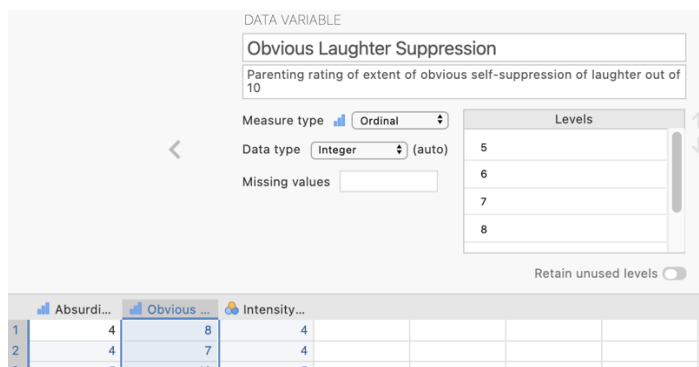 DATA VARIABLE
Obvious Laughter Suppression
Parenting rating of extent of obvious self-suppression of laughter out of
10
Measure type Ordinal
Levels
Data type Integer (auto)
5
6
Missing values
7
8
Retain unused levels
Absurdi... Obvious ... Intensity...
1 4 8 4
2 4 7 4